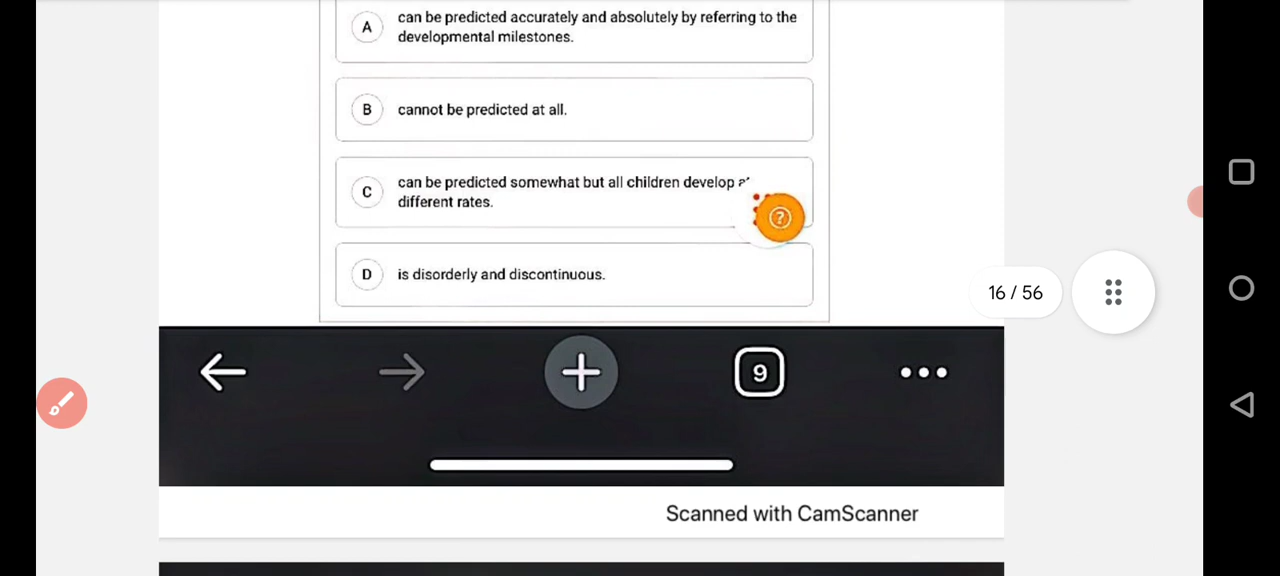 A
can be predicted accurately and absolutely by referring to the
developmental milestones.
B
cannot be predicted at all.
C
can be predicted somewhat but all children develop
different rates.
?
D
is disorderly and discontinuous.
16 / 56
9
Scanned with CamScanner